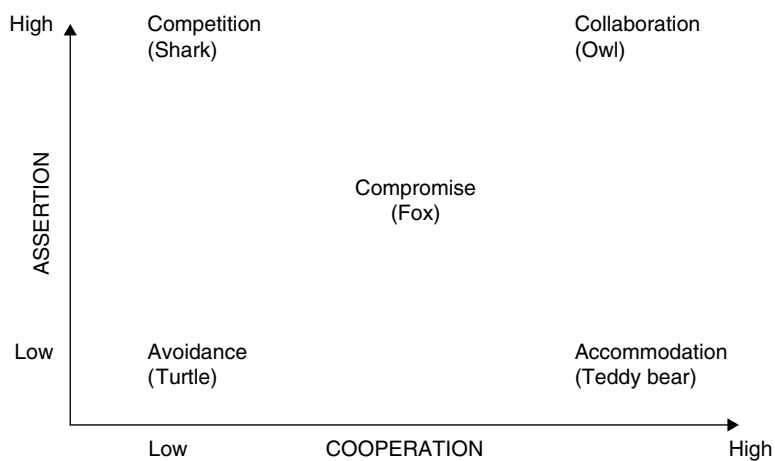 High
Competition
(Shark)
Collaboration
(Owl)
ASSERTION
Compromise
(Fox)
Low
Avoidance
(Turtle)
Accommodation
(Teddy bear)
Low
COOPERATION
High